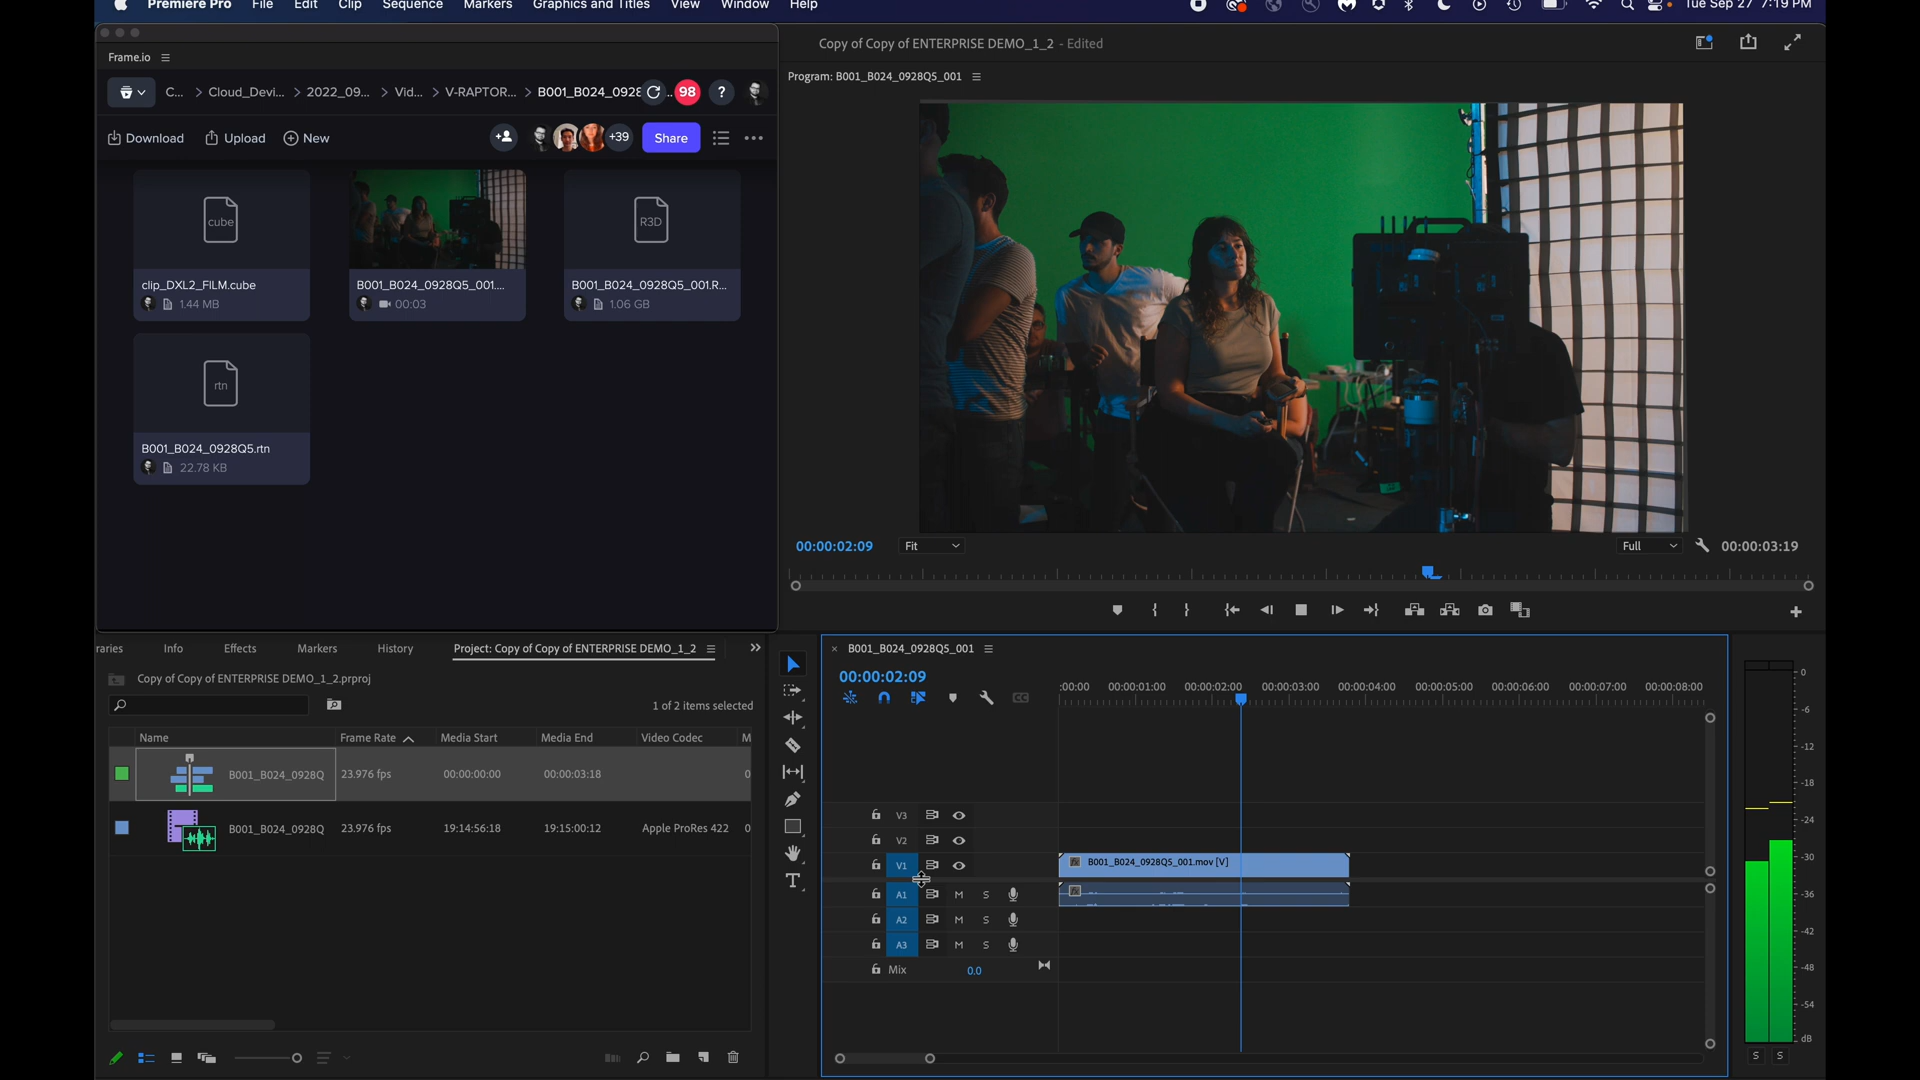 Premiere Pro File Edit Clip Sequence Markers Graphics and Titles View Window Help Tue Sep 27 7:19 PM
Frame.io
C... > Cloud_Devi... > 2022_09... > Vid... > V-RAPTOR... > B001_B024_0928 98 ?
Download Upload New +39 Share
cube
R3D
clip_DXL2_FILM.cube
1.44 MB
B001_B024_0928Q5_001....
00:03
B001_B024_0928Q5_001.R...
1.06 GB
rtn
B001_B024_0928Q5.rtn
22.78 KB
Copy of Copy of ENTERPRISE DEMO_1_2 - Edited
Program: B001_B024_0928Q5_001
00:00:02:09 Fit Full 00:00:03:19
raries Info Effects Markers History Project: Copy of Copy of ENTERPRISE DEMO_1_2
Copy of Copy of ENTERPRISE DEMO_1_2.prproj
1 of 2 items selected
Name Frame Rate Media Start Media End Video Codec M
B001_B024_0928Q 23.976 fps 00:00:00:00 00:00:03:18 0
B001_B024_0928Q 23.976 fps 19:14:56:18 19:15:00:12 Apple ProRes 422 0
T
× B001_B024_0928Q5_001
00:00:02:09
:00:00 00:00:01:00 00:00:02:00 00:00:03:00 00:00:04:00 00:00:05:00 00:00:06:00 00:00:07:00 00:00:08:00
CC
V3
V2
V1 fx B001_B024_0928Q5_001.mov [V]
A1 M S fx
A2 M S
A3 M S
Mix 0.0
0
-6
-12
-18
-24
-30
-36
-42
-48
-54
dB
S S